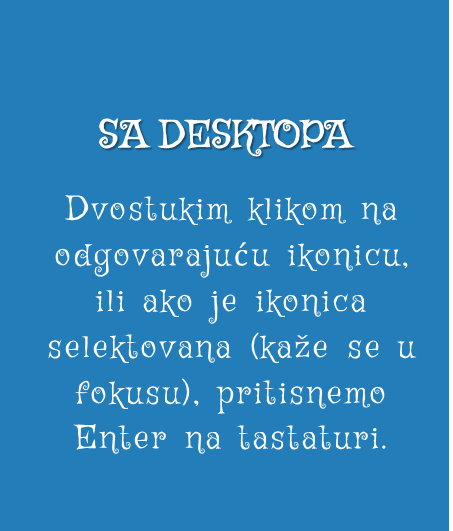 SA DESKTOPA
Dvostukim klikom na
odgovarajuću ikonicu,
ili ako je ikonica
selektovana (kaže se u
fokusu), pritisnemo
Enter na tastaturi.